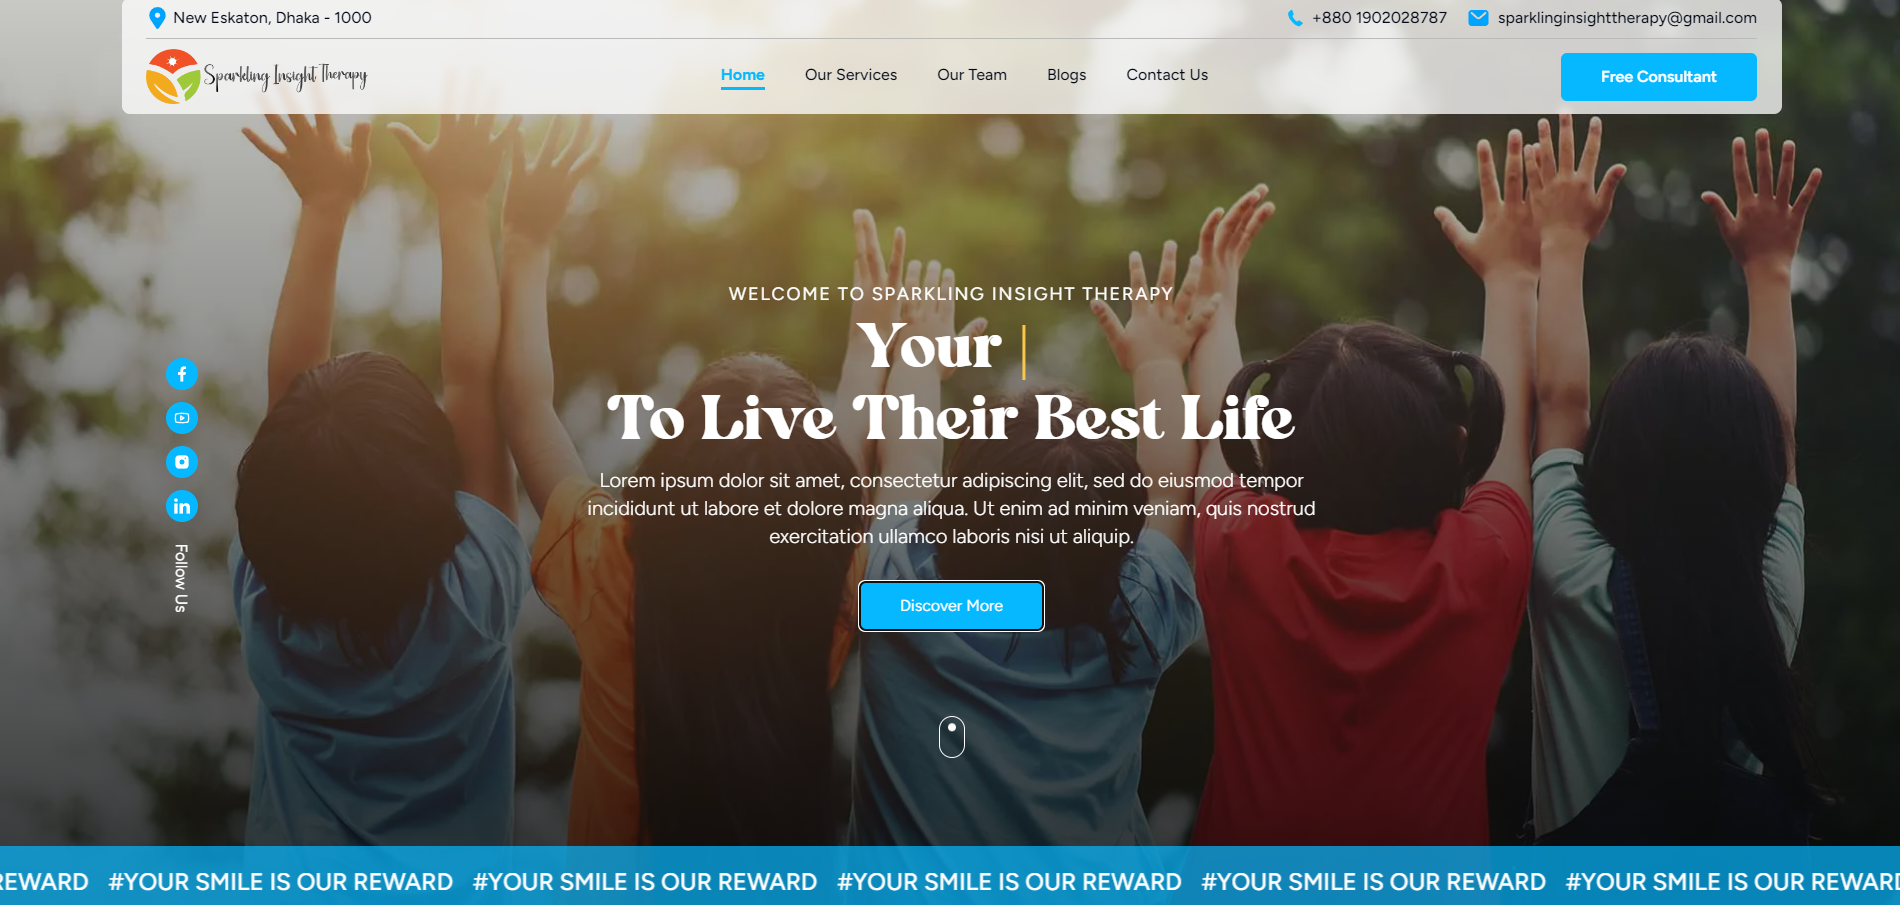 New Eskaton, Dhaka - 1000
+880 1902028787
sparklinginsighttherapy@gmail.com
Sparkling Insight Therapy
Home
Our Services
Our Team
Blogs
Contact Us
Free Consultant
WELCOME TO SPARKLING INSIGHT THERAPY
Your
To Live Their Best Life
Lorem ipsum dolor sit amet, consectetur adipiscing elit, sed do eiusmod tempor
incididunt ut labore et dolore magna aliqua. Ut enim ad minim veniam, quis nostrud
exercitation ullamco laboris nisi ut aliquip.
Discover More
Follow Us
REWARD #YOUR SMILE IS OUR REWARD #YOUR SMILE IS OUR REWARD #YOUR SMILE IS OUR REWARD #YOUR SMILE IS OUR REWARD #YOUR SMILE IS OUR REWARD